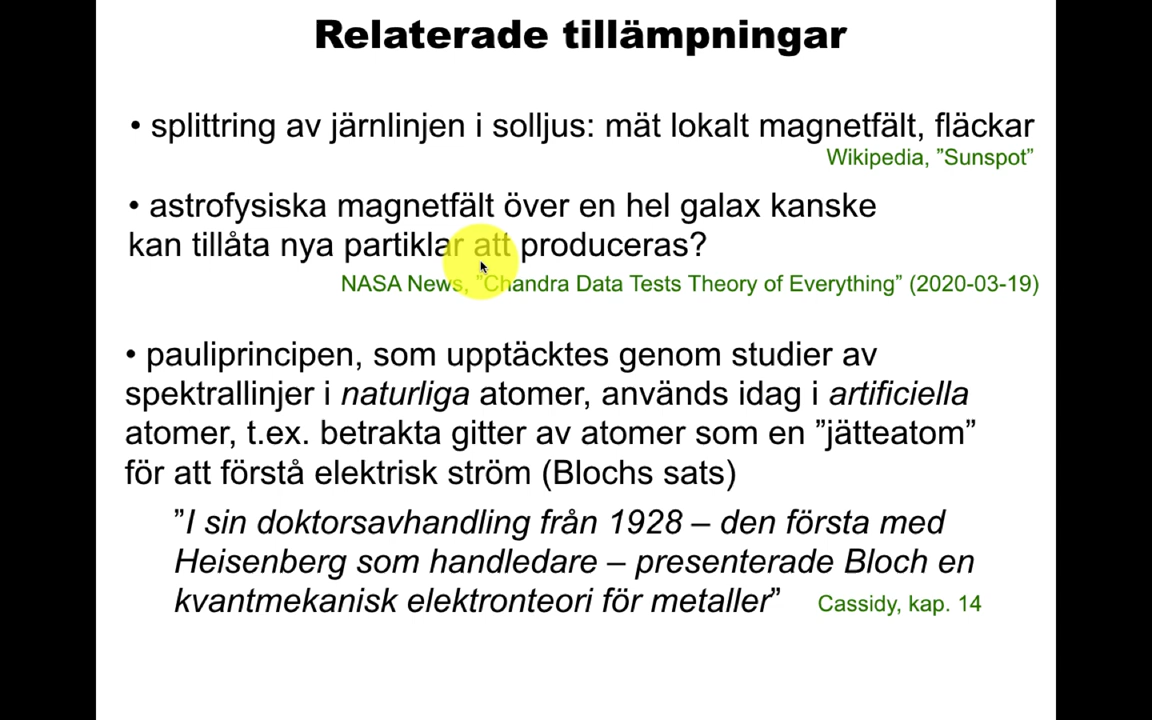 Relaterade tillämpningar
• splittring av järnlinjen i solljus: mät lokalt magnetfält, fläckar
Wikipedia, ”Sunspot”
• astrofysiska magnetfält över en hel galax kanske
kan tillåta nya partiklar att produceras?
NASA News, ”Chandra Data Tests Theory of Everything” (2020-03-19)
• pauliprincipen, som upptäcktes genom studier av
spektrallinjer i naturliga atomer, används idag i artificiella
atomer, t.ex. betrakta gitter av atomer som en ”jätteatom”
för att förstå elektrisk ström (Blochs sats)
”I sin doktorsavhandling från 1928 – den första med
Heisenberg som handledare – presenterade Bloch en
kvantmekanisk elektronteori för metaller”
Cassidy, kap. 14